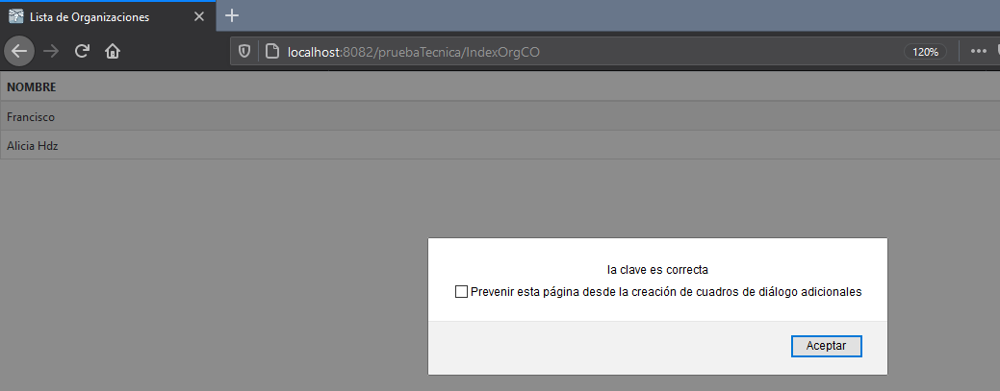 Lista de Organizaciones
localhost:8082/pruebaTecnica/IndexOrgCO
120%
NOMBRE
Francisco
Alicia Hdz
la clave es correcta
Prevenir esta página desde la creación de cuadros de diálogo adicionales
Aceptar